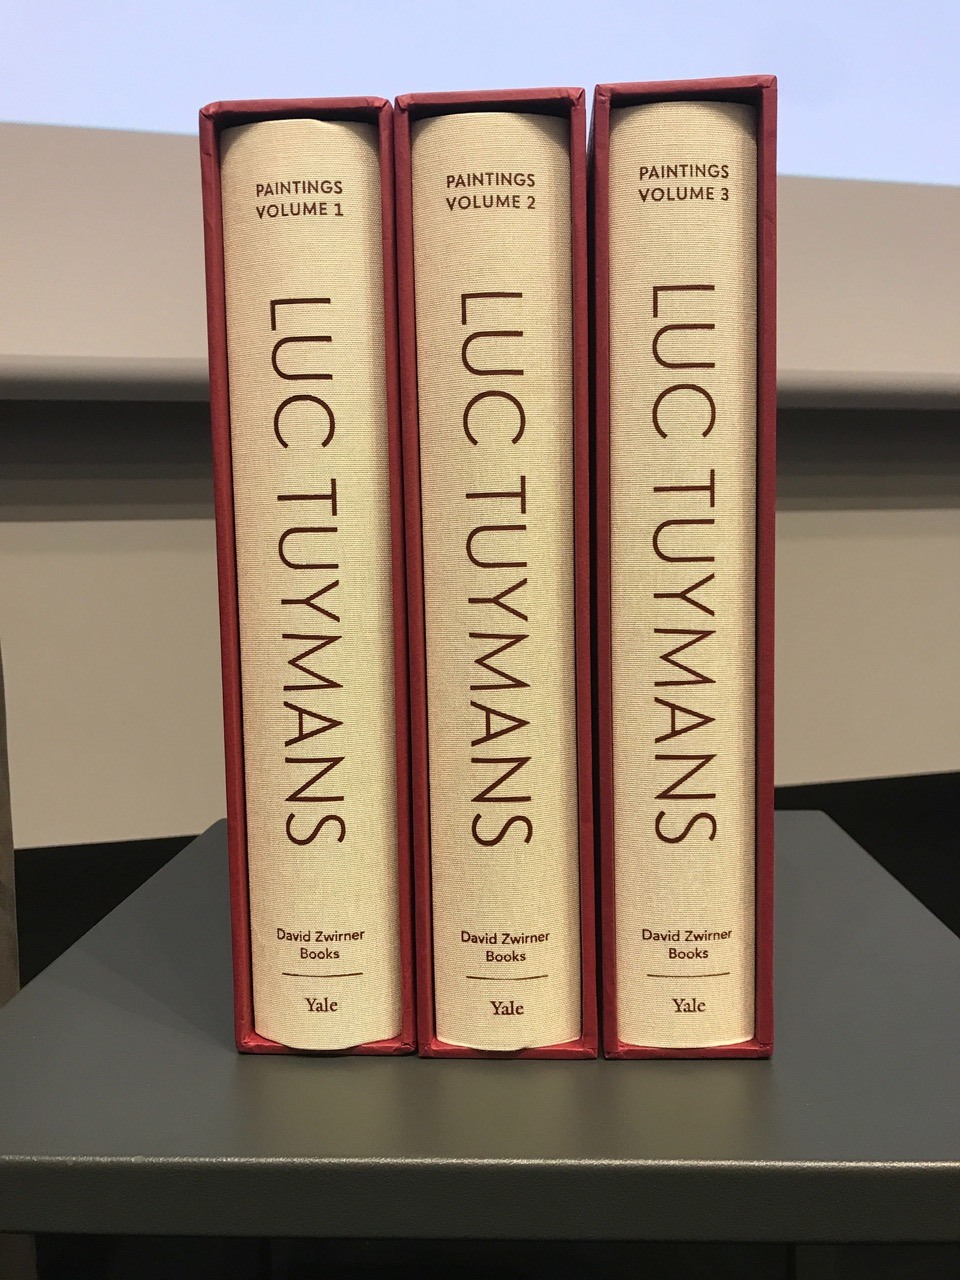 PAINTINGS
VOLUME 1
LUC TUYMANS
David Zwirner
Books
Yale
PAINTINGS
VOLUME 2
LUC TUYMANS
David Zwirner
Books
Yale
PAINTINGS
VOLUME 3
LUC TUYMANS
David Zwirner
Books
Yale